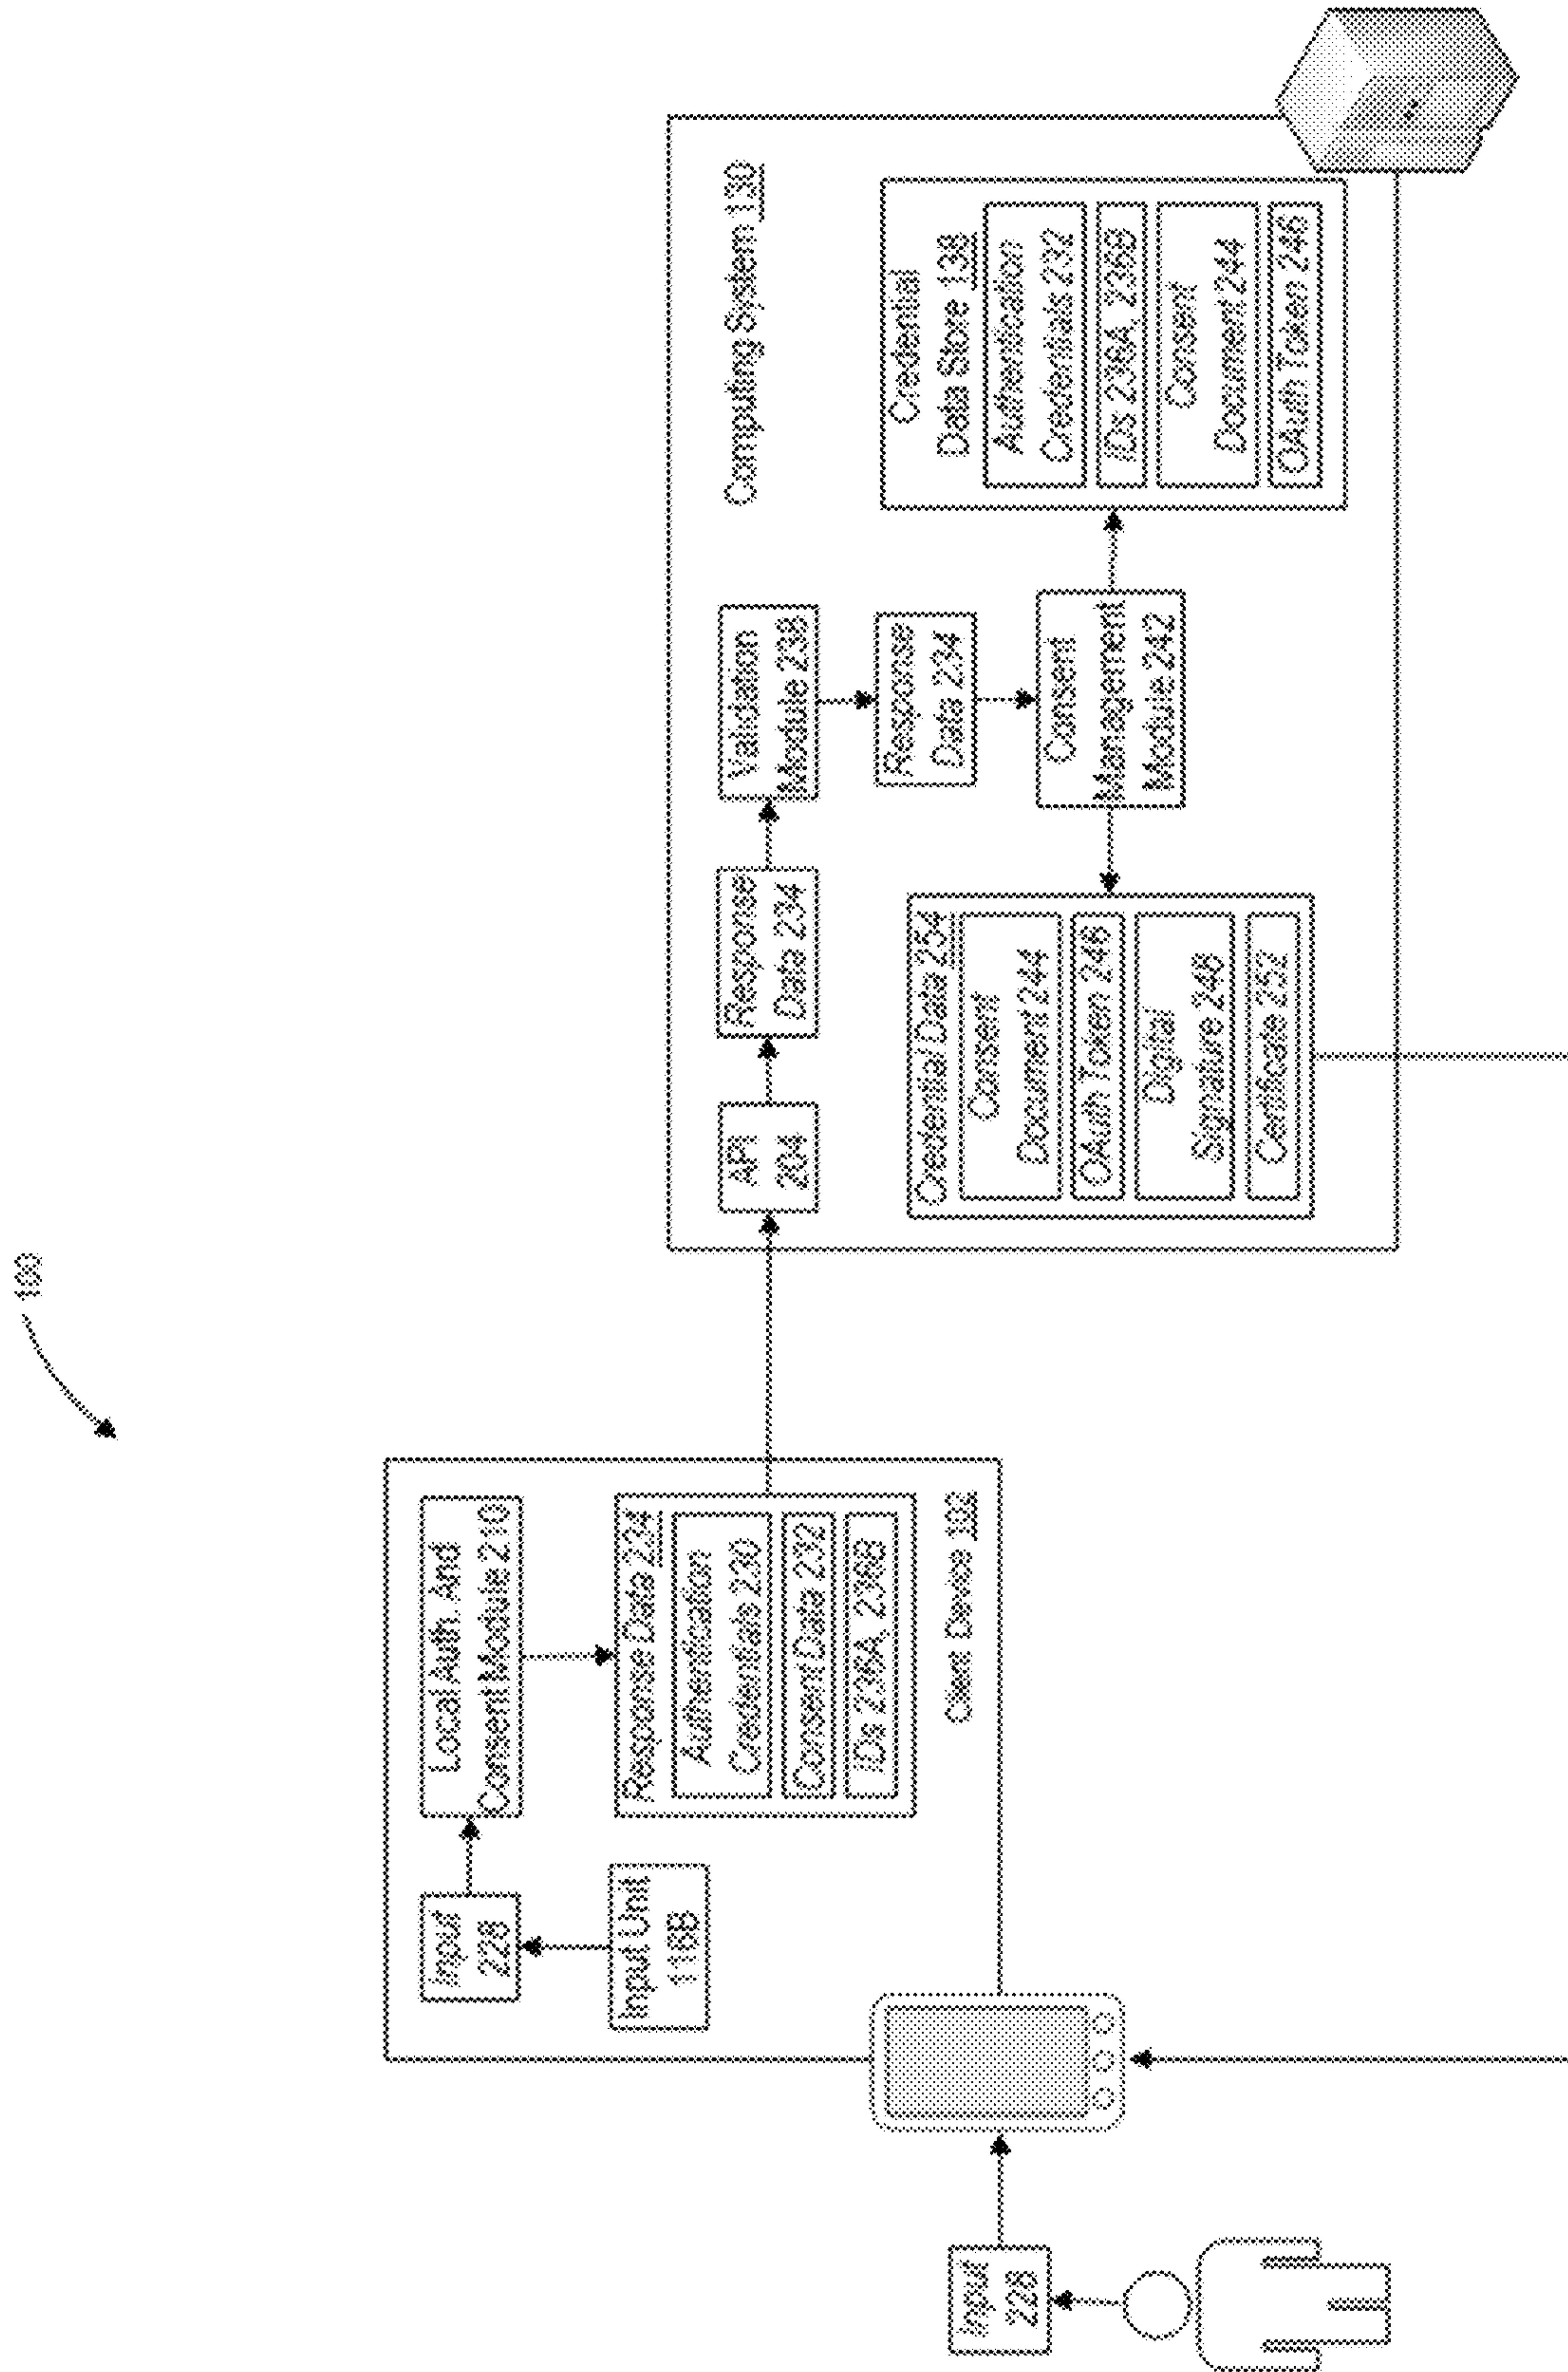 100
Input
228
Input
228
Input Unit
116B
Local Auth. And
Consent Module 210
Response Data 234
Authentication
Credentials 230
Consent Data 232
IDs 236A, 236B
Client Device 102
API
204
Response
Data 234
Validation
Module 238
Response
Data 234
Consent
Management
Module 242
Computing System 130
Credential
Data Store 138
Authentication
Credentials 232
IDs 236A, 236B
Consent
Document 244
OAuth Token 246
Credential Data 254
Consent
Document 244
OAuth Token 246
Digital
Signature 248
Certificate 252